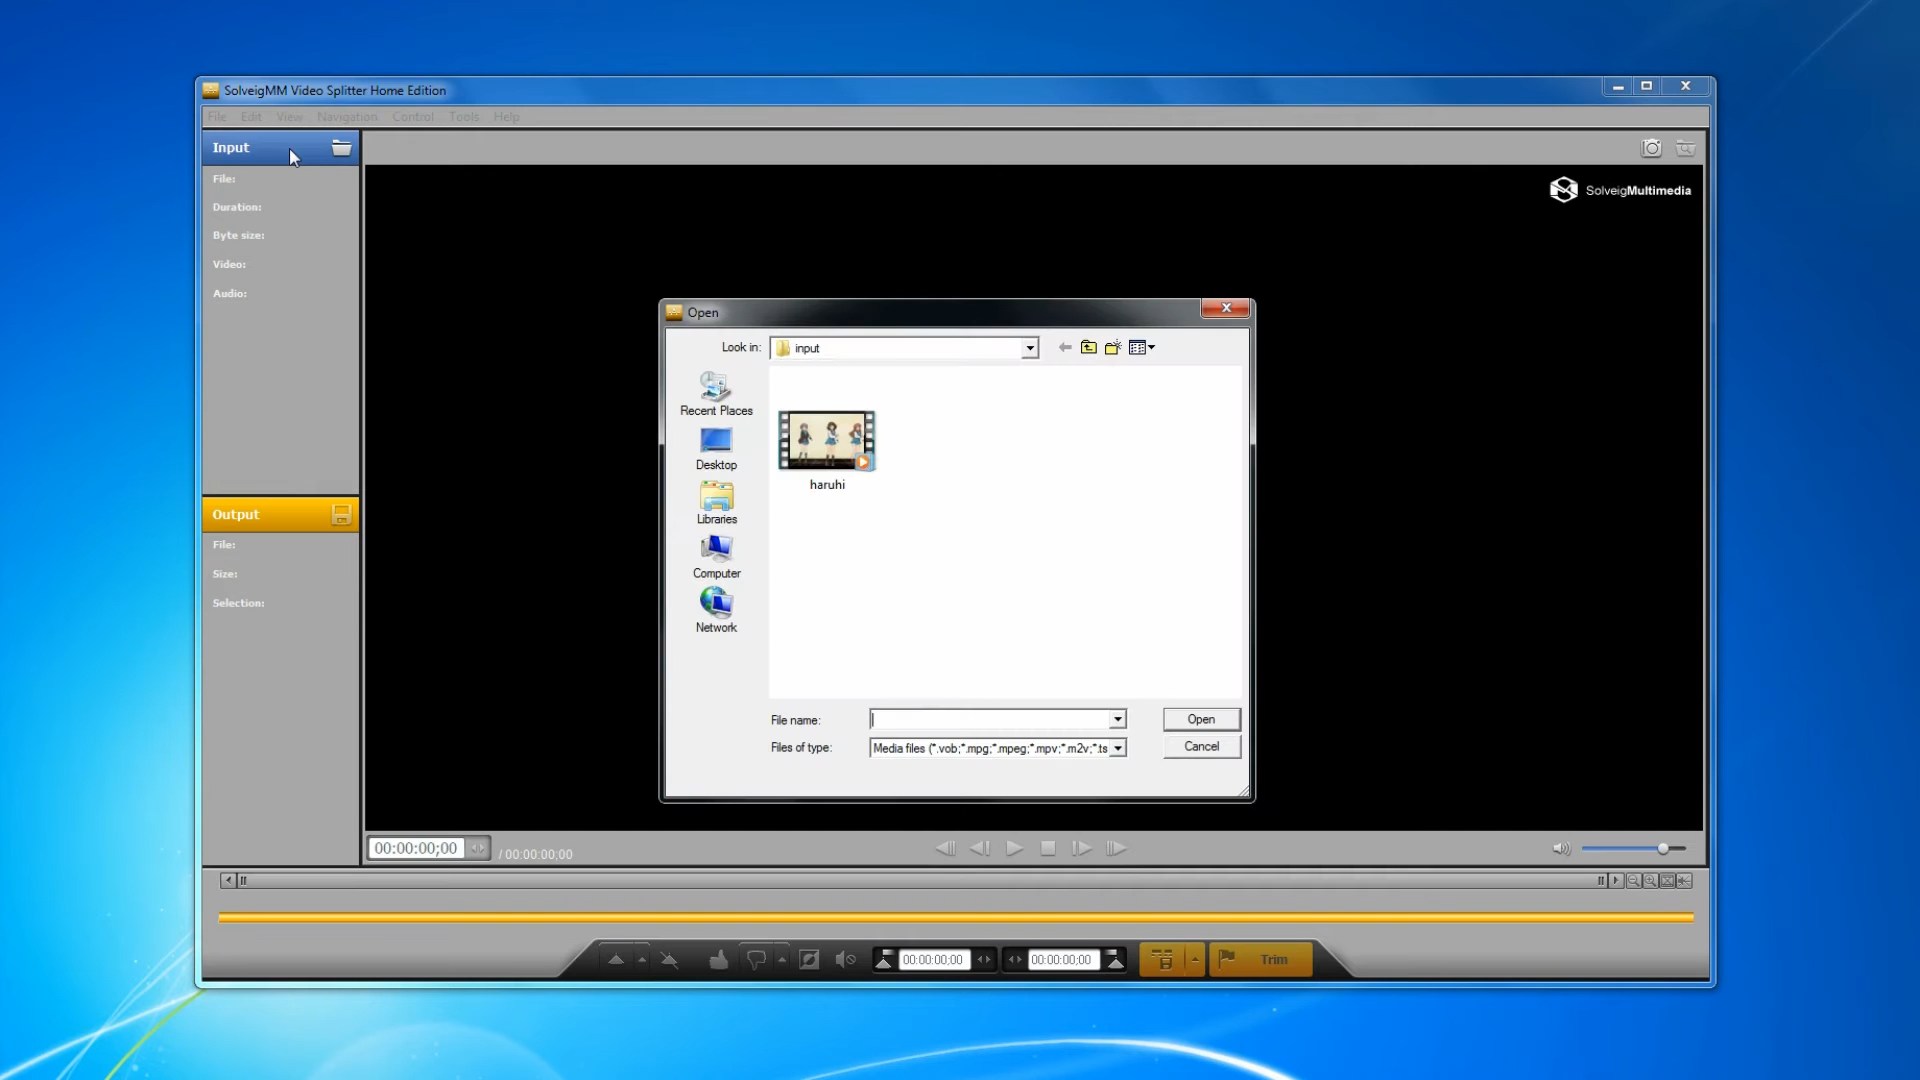 SolveigMM Video Splitter Home Edition
File Edit View Navigation Control Tools Help
Input
File:
Duration:
Byte size:
Video:
Audio:
Output
File:
Size:
Selection:
SolveigMultimedia
Open
Look in: input
Recent Places
Desktop
Libraries
Computer
Network
haruhi
File name:
Open
Files of type: Media files (*.vob;*.mpg;*.mpeg;*.mpv;*.m2v;*.ts
Cancel
00:00:00;00 / 00:00:00;00
00:00:00;00 00:00:00;00 Trim